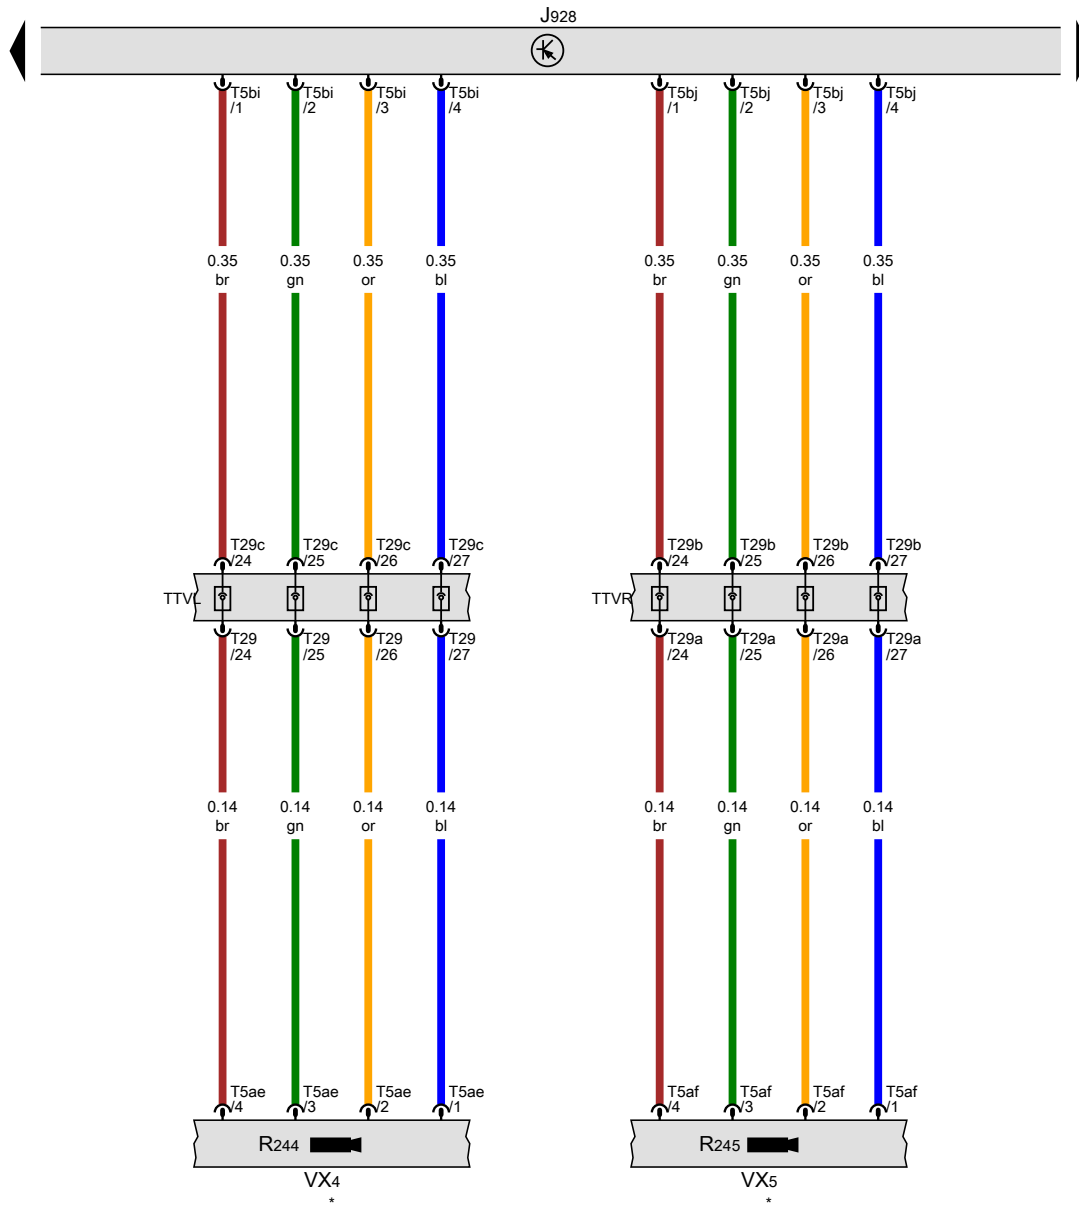 J928
T5bi T5bi T5bi T5bi T5bj T5bj T5bj T5bj
/1 /2 /3 /4 /1 /2 /3 /4
0.35 0.35 0.35 0.35 0.35 0.35 0.35 0.35
br gn or bl br gn or bl
T29c T29c T29c T29c T29b T29b T29b T29b
/24 /25 /26 /27 /24 /25 /26 /27
TTVL TTVR
T29 T29 T29 T29 T29a T29a T29a T29a
/24 /25 /26 /27 /24 /25 /26 /27
0.14 0.14 0.14 0.14 0.14 0.14 0.14 0.14
br gn or bl br gn or bl
T5ae T5ae T5ae T5ae T5af T5af T5af T5af
/4 /3 /2 /1 /4 /3 /2 /1
R244 R245
VX4 VX5
* *